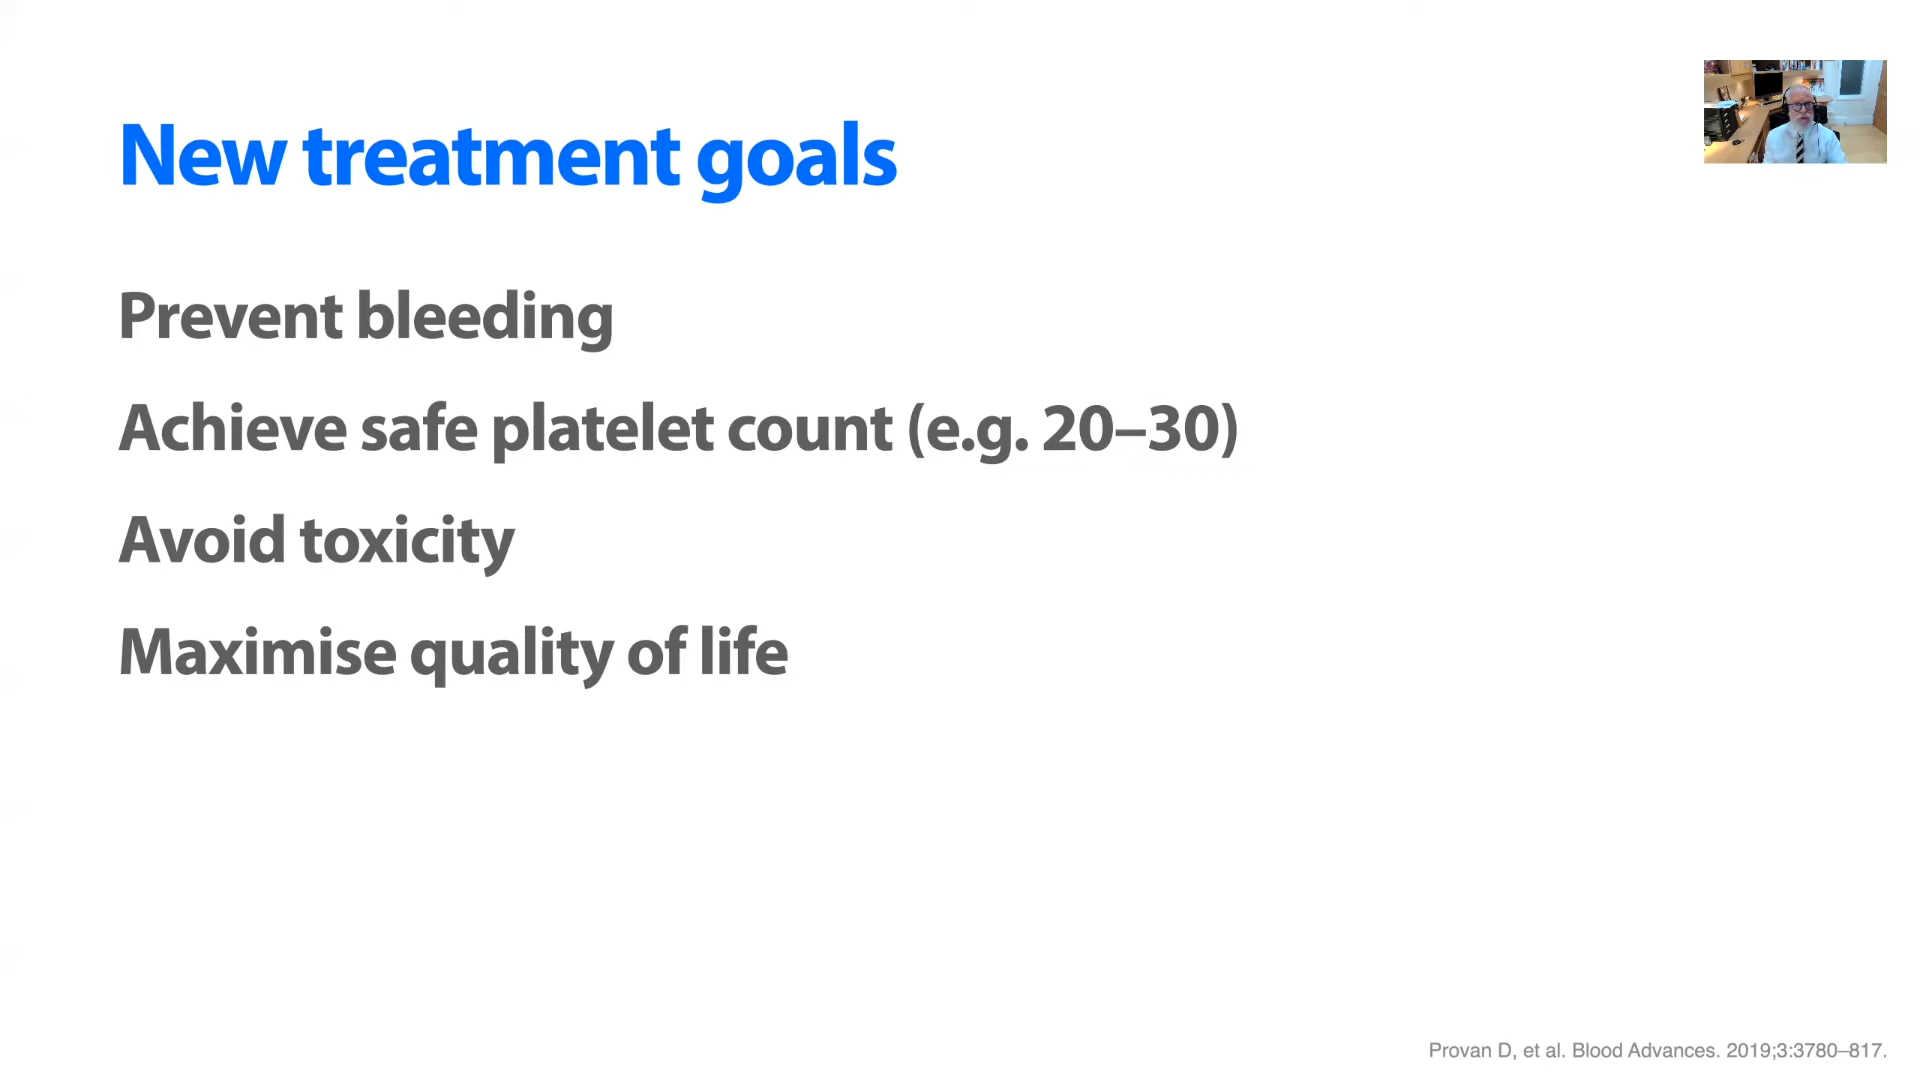 New treatment goals
Prevent bleeding
Achieve safe platelet count (e.g. 20–30)
Avoid toxicity
Maximise quality of life
Provan D, et al. Blood Advances. 2019;3:3780–817.